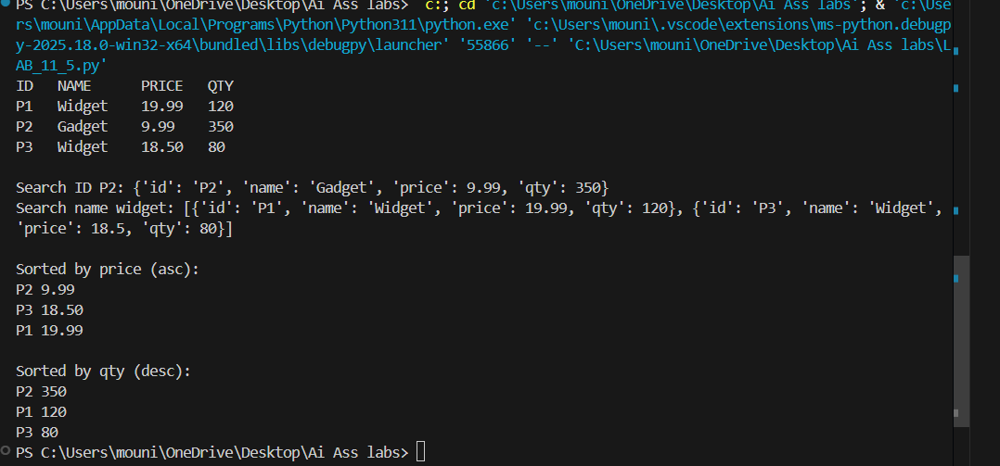 PS C:\Users\mouni\OneDrive\Desktop\Ai Ass labs>  c:; cd 'c:\Users\mouni\OneDrive\Desktop\Ai Ass labs'; & 'c:\Use
rs\mouni\AppData\Local\Programs\Python\Python311\python.exe' 'c:\Users\mouni\.vscode\extensions\ms-python.debugp
y-2025.18.0-win32-x64\bundled\libs\debugpy\launcher' '55866' '--' 'C:\Users\mouni\OneDrive\Desktop\Ai Ass labs\L
AB_11_5.py'
ID   NAME      PRICE   QTY
P1   Widget    19.99   120
P2   Gadget    9.99    350
P3   Widget    18.50   80
Search ID P2: {'id': 'P2', 'name': 'Gadget', 'price': 9.99, 'qty': 350}
Search name widget: [{'id': 'P1', 'name': 'Widget', 'price': 19.99, 'qty': 120}, {'id': 'P3', 'name': 'Widget',
'price': 18.5, 'qty': 80}]
Sorted by price (asc):
P2 9.99
P3 18.50
P1 19.99
Sorted by qty (desc):
P2 350
P1 120
P3 80
PS C:\Users\mouni\OneDrive\Desktop\Ai Ass labs>